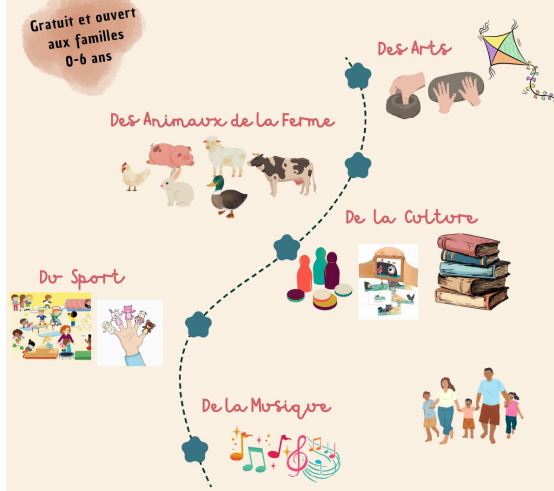 Gratuit et ouvert
aux familles
0-6 ans
Des Arts
Des Animaux de la Ferme
De la Culture
Du Sport
De la Musique